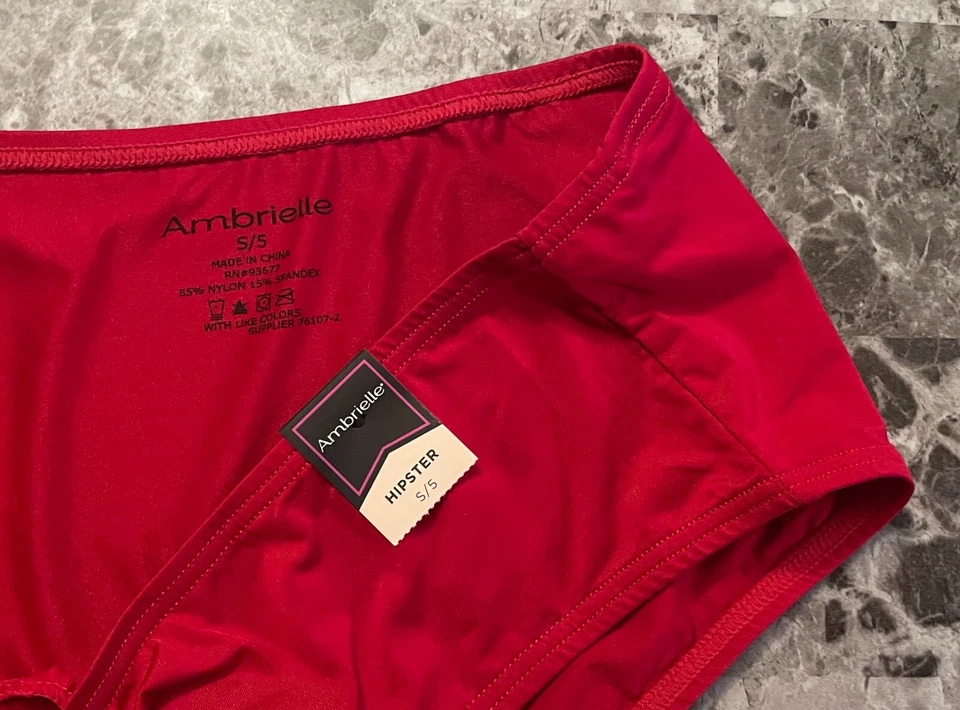 Ambrielle
S/5
MADE IN CHINA
RN#93677
85% NYLON 15% SPANDEX
WITH LIKE COLORS
SUPPLIER 76107-2
Ambrielle®
HIPSTER
S/5